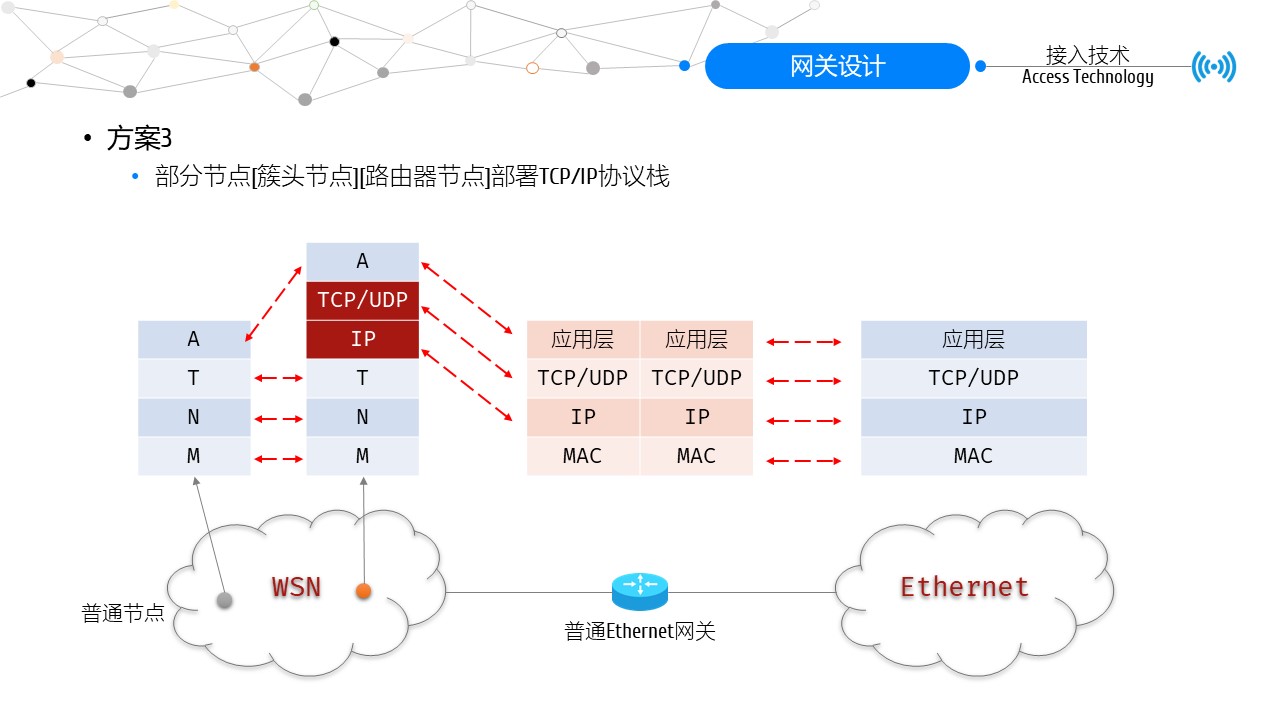 网关设计
接入技术
Access Technology
• 方案3
• 部分节点[簇头节点][路由器节点]部署TCP/IP协议栈
A
TCP/UDP
IP
T
N
M
A
T
N
M
应用层 应用层
TCP/UDP TCP/UDP
IP IP
MAC MAC
应用层
TCP/UDP
IP
MAC
WSN
Ethernet
普通节点
普通Ethernet网关